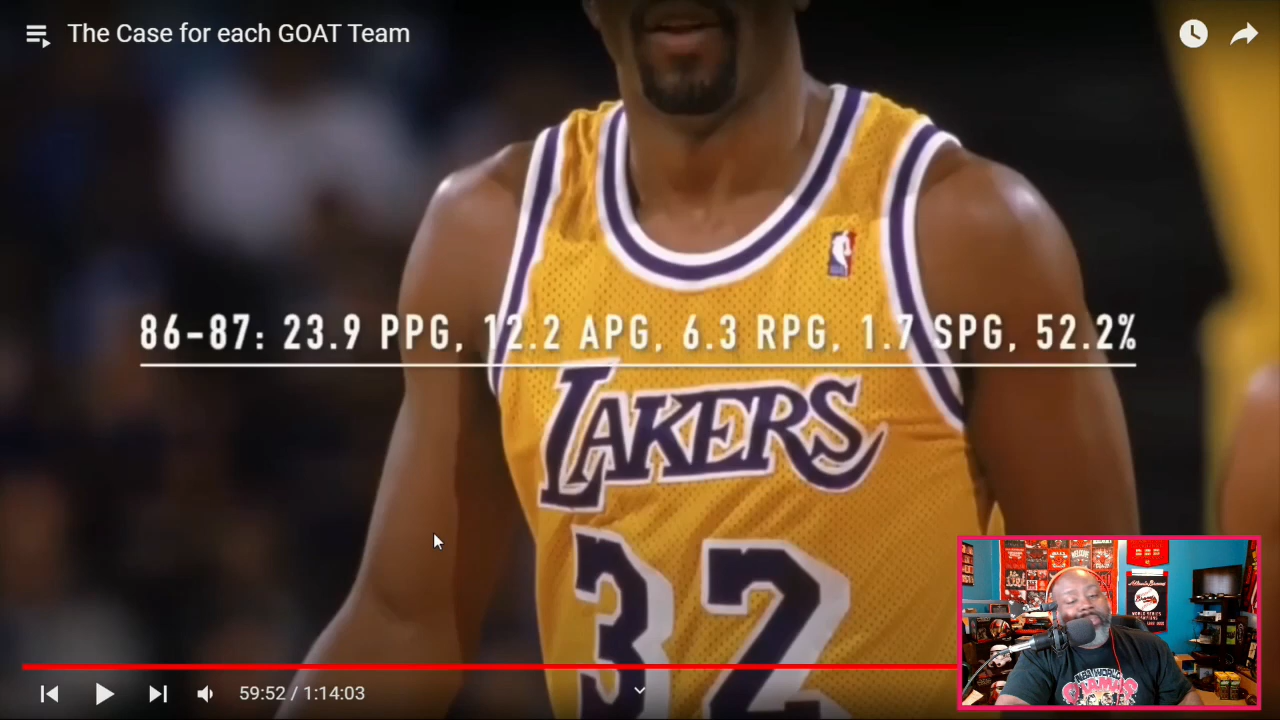 The Case for each GOAT Team
86-87: 23.9 PPG, 12.2 APG, 6.3 RPG, 1.7 SPG, 52.2%
LAKERS
32
59:52 / 1:14:03